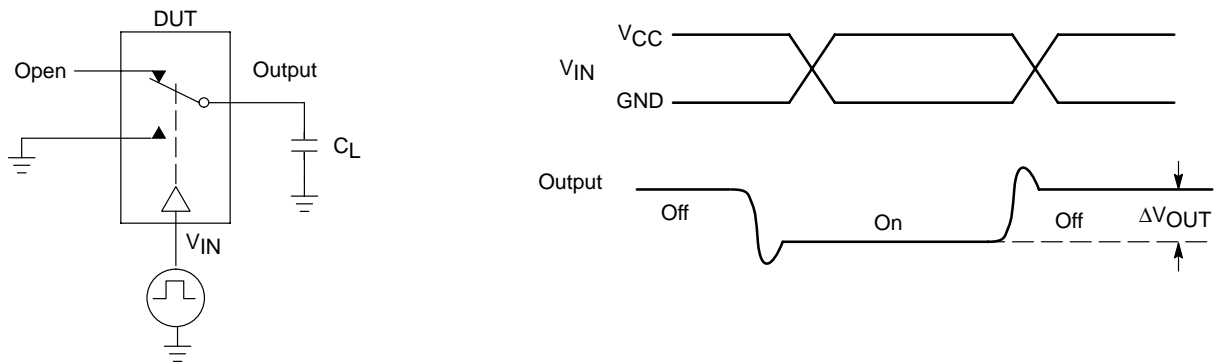 DUT
Open
Output
CL
VIN
VCC
VIN
GND
Output
Off
On
Off
ΔVOUT